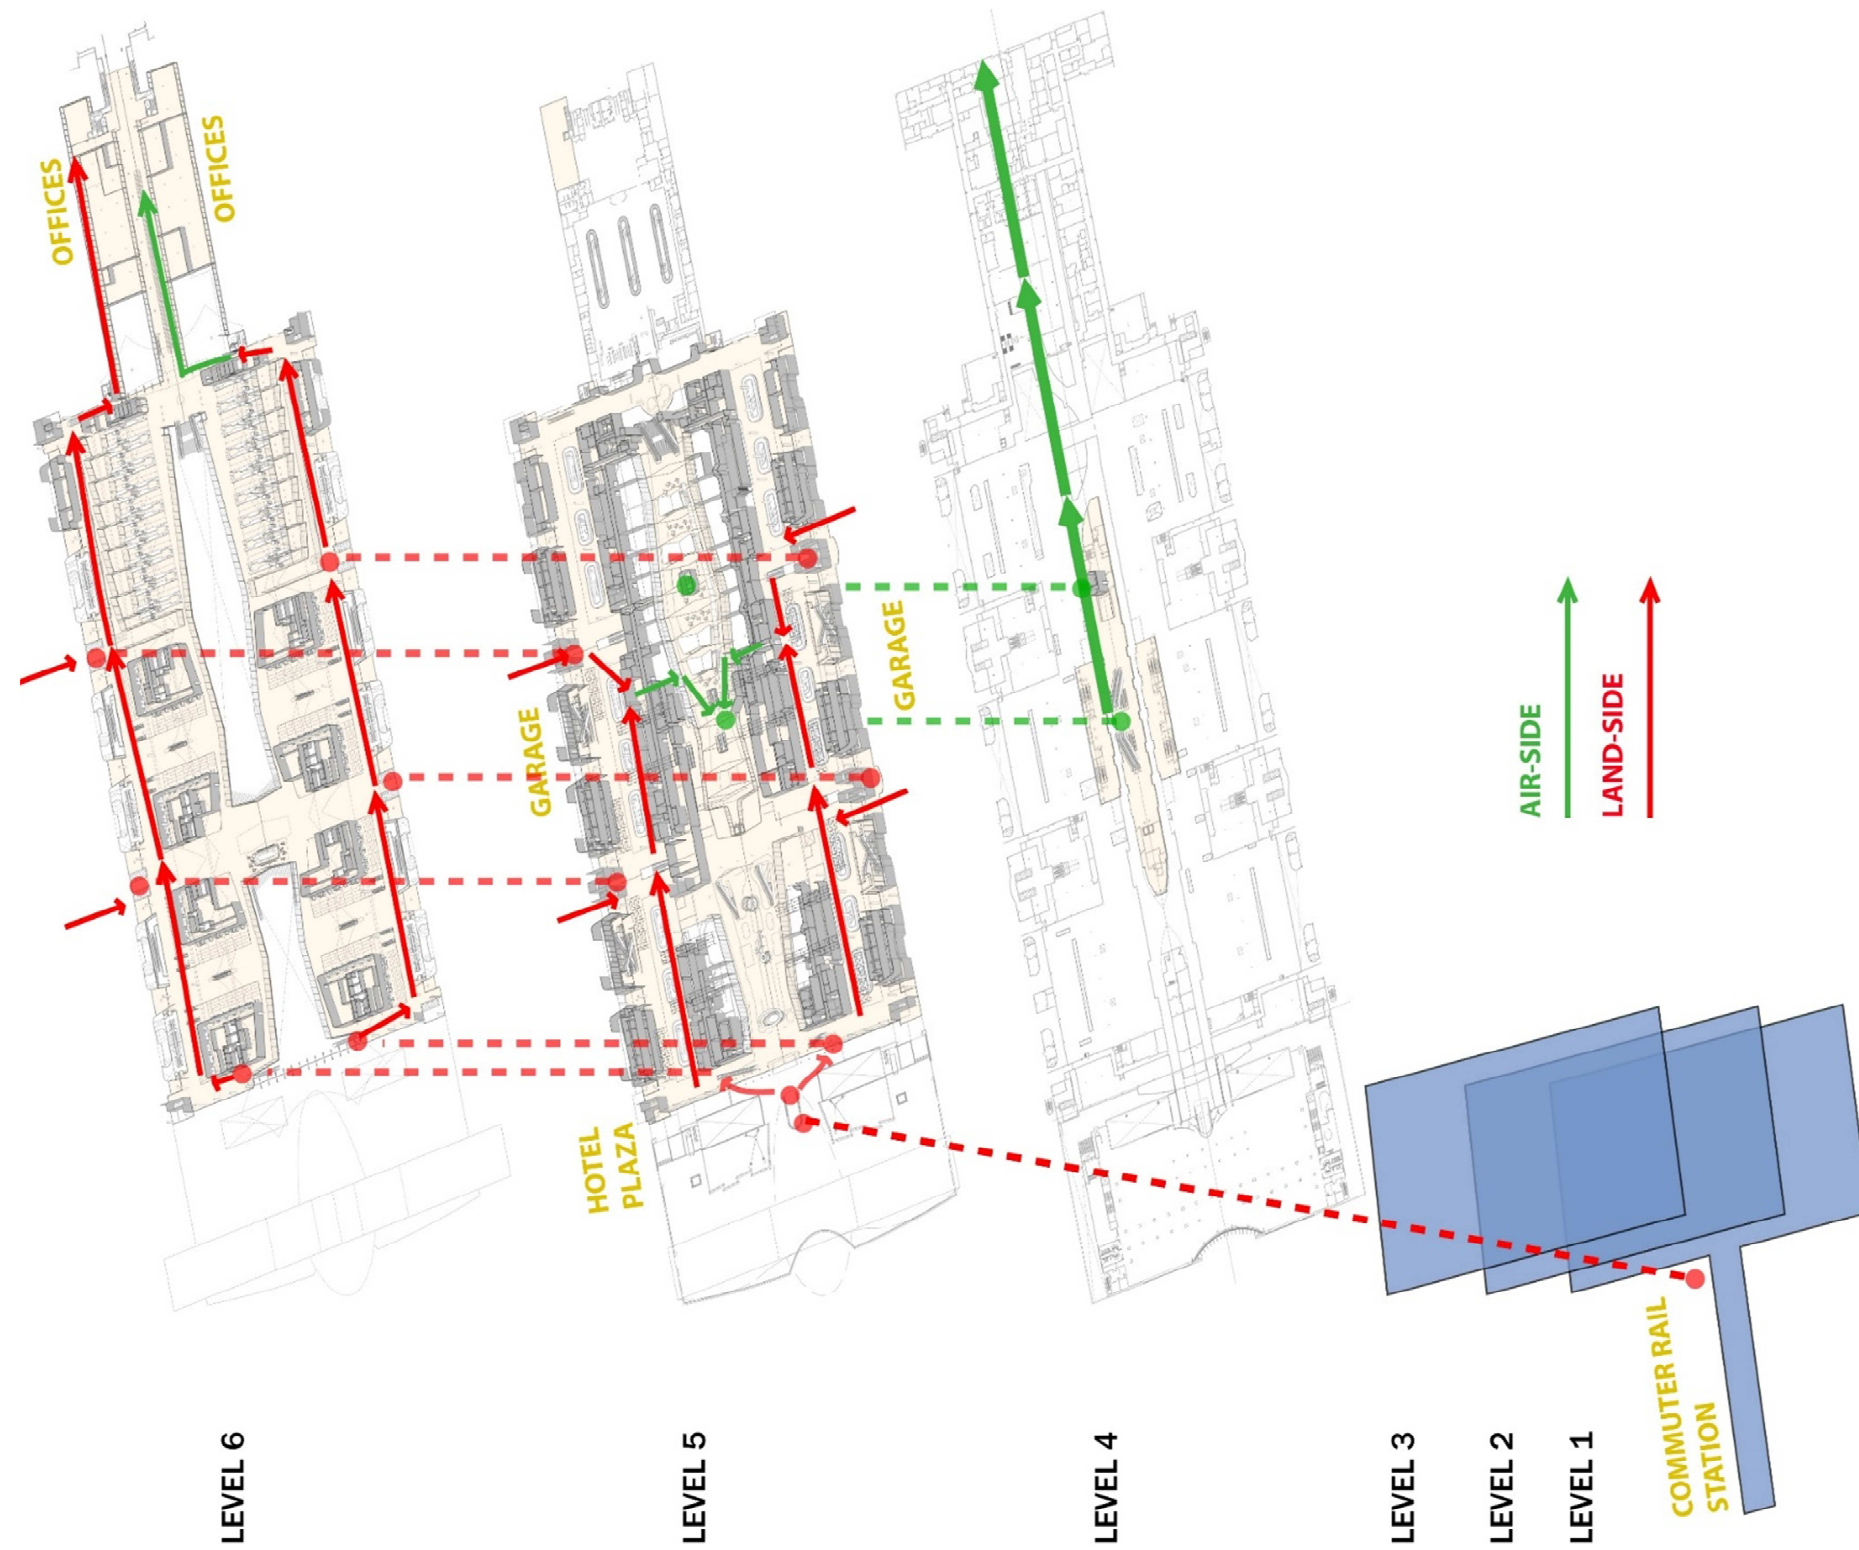 OFFICES
OFFICES
LEVEL 6
GARAGE
GARAGE
HOTEL
PLAZA
LEVEL 5
LEVEL 4
AIR-SIDE
LAND-SIDE
LEVEL 3
LEVEL 2
LEVEL 1
COMMUTER RAIL
STATION